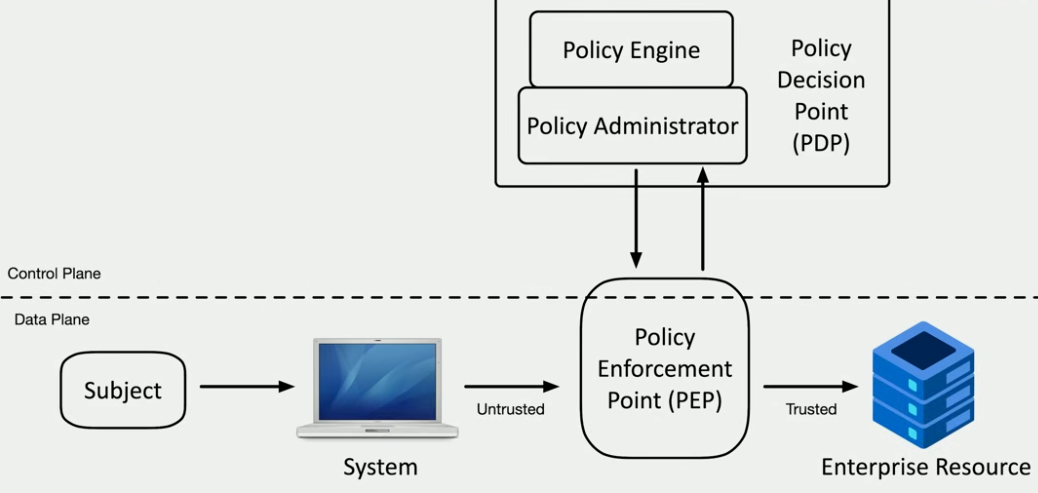 Policy Engine
Policy Administrator
Policy
Decision
Point
(PDP)
Control Plane
Data Plane
Subject
System
Untrusted
Policy
Enforcement
Point (PEP)
Trusted
Enterprise Resource